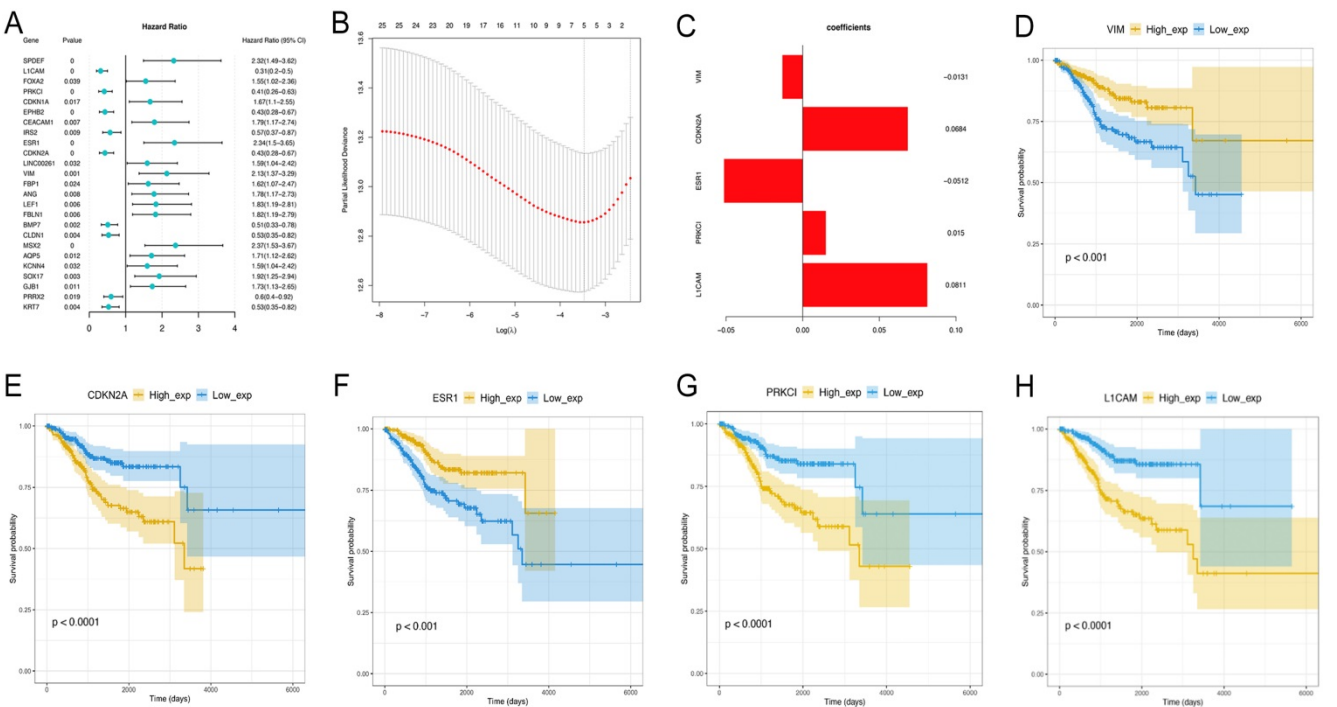 A
Hazard Ratio
Gene Pvalue Hazard Ratio (95% CI)
SPDEF 0 2.32(1.49−3.62)
L1CAM 0 0.31(0.2−0.5)
FOXA2 0.039 1.55(1.02−2.36)
PRKCI 0 0.41(0.26−0.63)
CDKN1A 0.017 1.67(1.1−2.55)
EPHB2 0 0.43(0.28−0.67)
CEACAM1 0.007 1.79(1.17−2.74)
IRS2 0.009 0.57(0.37−0.87)
ESR1 0 2.34(1.5−3.65)
CDKN2A 0 0.43(0.28−0.67)
LINC00261 0.032 1.59(1.04−2.42)
VIM 0.001 2.13(1.37−3.29)
FBP1 0.024 1.62(1.07−2.47)
ANG 0.008 1.78(1.17−2.73)
LEF1 0.006 1.83(1.19−2.81)
FBLN1 0.006 1.82(1.19−2.79)
BMP7 0.002 0.51(0.33−0.78)
CLDN1 0.004 0.53(0.35−0.82)
MSX2 0 2.37(1.53−3.67)
AQP5 0.012 1.71(1.12−2.62)
KCNN4 0.032 1.59(1.04−2.42)
SOX17 0.003 1.92(1.25−2.94)
GJB1 0.011 1.73(1.13−2.65)
PRRX2 0.019 0.6(0.4−0.92)
KRT7 0.004 0.53(0.35−0.82)
0 1 2 3 4
B
25 25 24 23 20 19 17 16 11 10 9 9 7 5 5 3 2
Partial Likelihood Deviance
13.6
13.4
13.2
13.0
12.8
12.6
−8 −7 −6 −5 −4 −3
Log(λ)
C
coefficients
VIM −0.0131
CDKN2A 0.0684
ESR1 −0.0512
PRKCI 0.015
L1CAM 0.0811
−0.05 0.00 0.05 0.10
D
VIM High_exp Low_exp
Survival probability
1.00
0.75
0.50
0.25
0.00
p < 0.001
0 2000 4000 6000
Time (days)
E
CDKN2A High_exp Low_exp
Survival probability
1.00
0.75
0.50
0.25
0.00
p < 0.0001
0 2000 4000 6000
Time (days)
F
ESR1 High_exp Low_exp
Survival probability
1.00
0.75
0.50
0.25
0.00
p < 0.001
0 2000 4000 6000
Time (days)
G
PRKCI High_exp Low_exp
Survival probability
1.00
0.75
0.50
0.25
0.00
p < 0.0001
0 2000 4000 6000
Time (days)
H
L1CAM High_exp Low_exp
Survival probability
1.00
0.75
0.50
0.25
0.00
p < 0.0001
0 2000 4000 6000
Time (days)